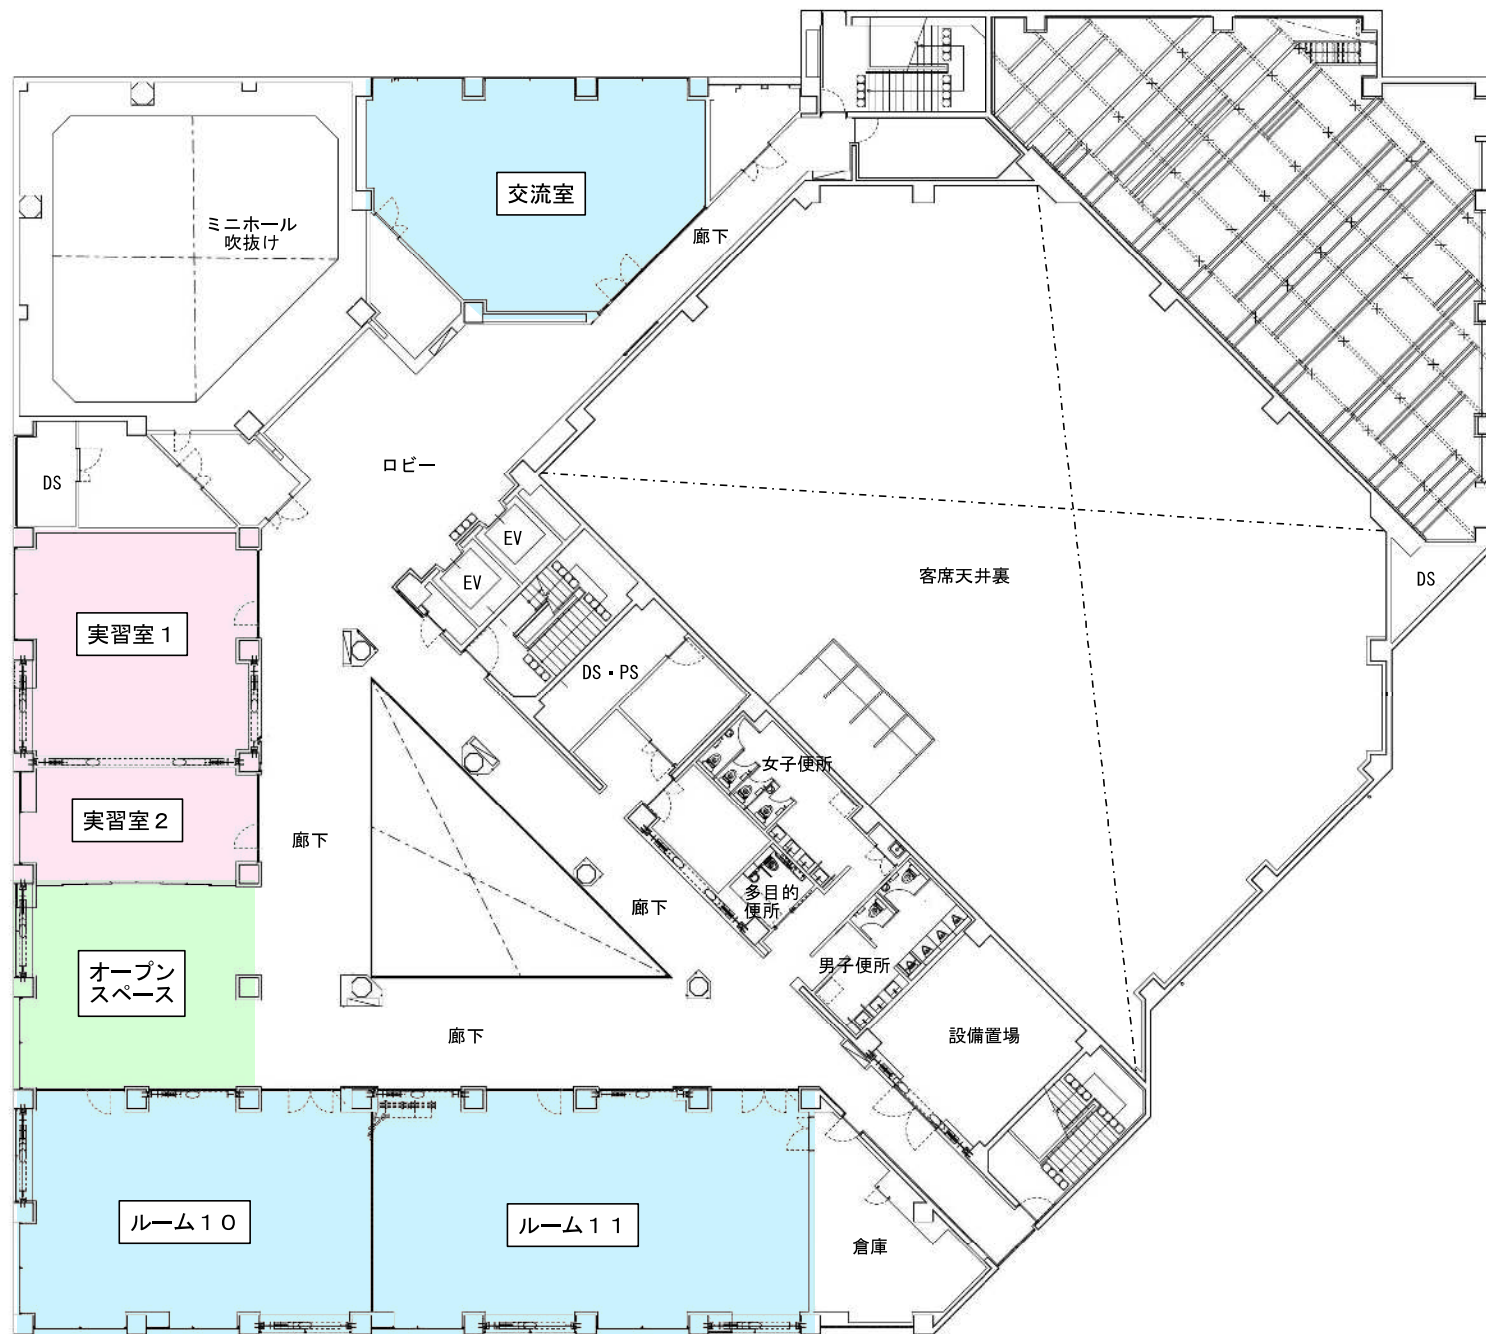 交流室
ミニホール
吹抜け
廊下
ロビー
DS
EV
EV
客席天井裏
DS
実習室１
DS・PS
女子便所
実習室２
廊下
多目的
便所
廊下
男子便所
オープン
スペース
廊下
設備置場
ルーム１０
ルーム１１
倉庫